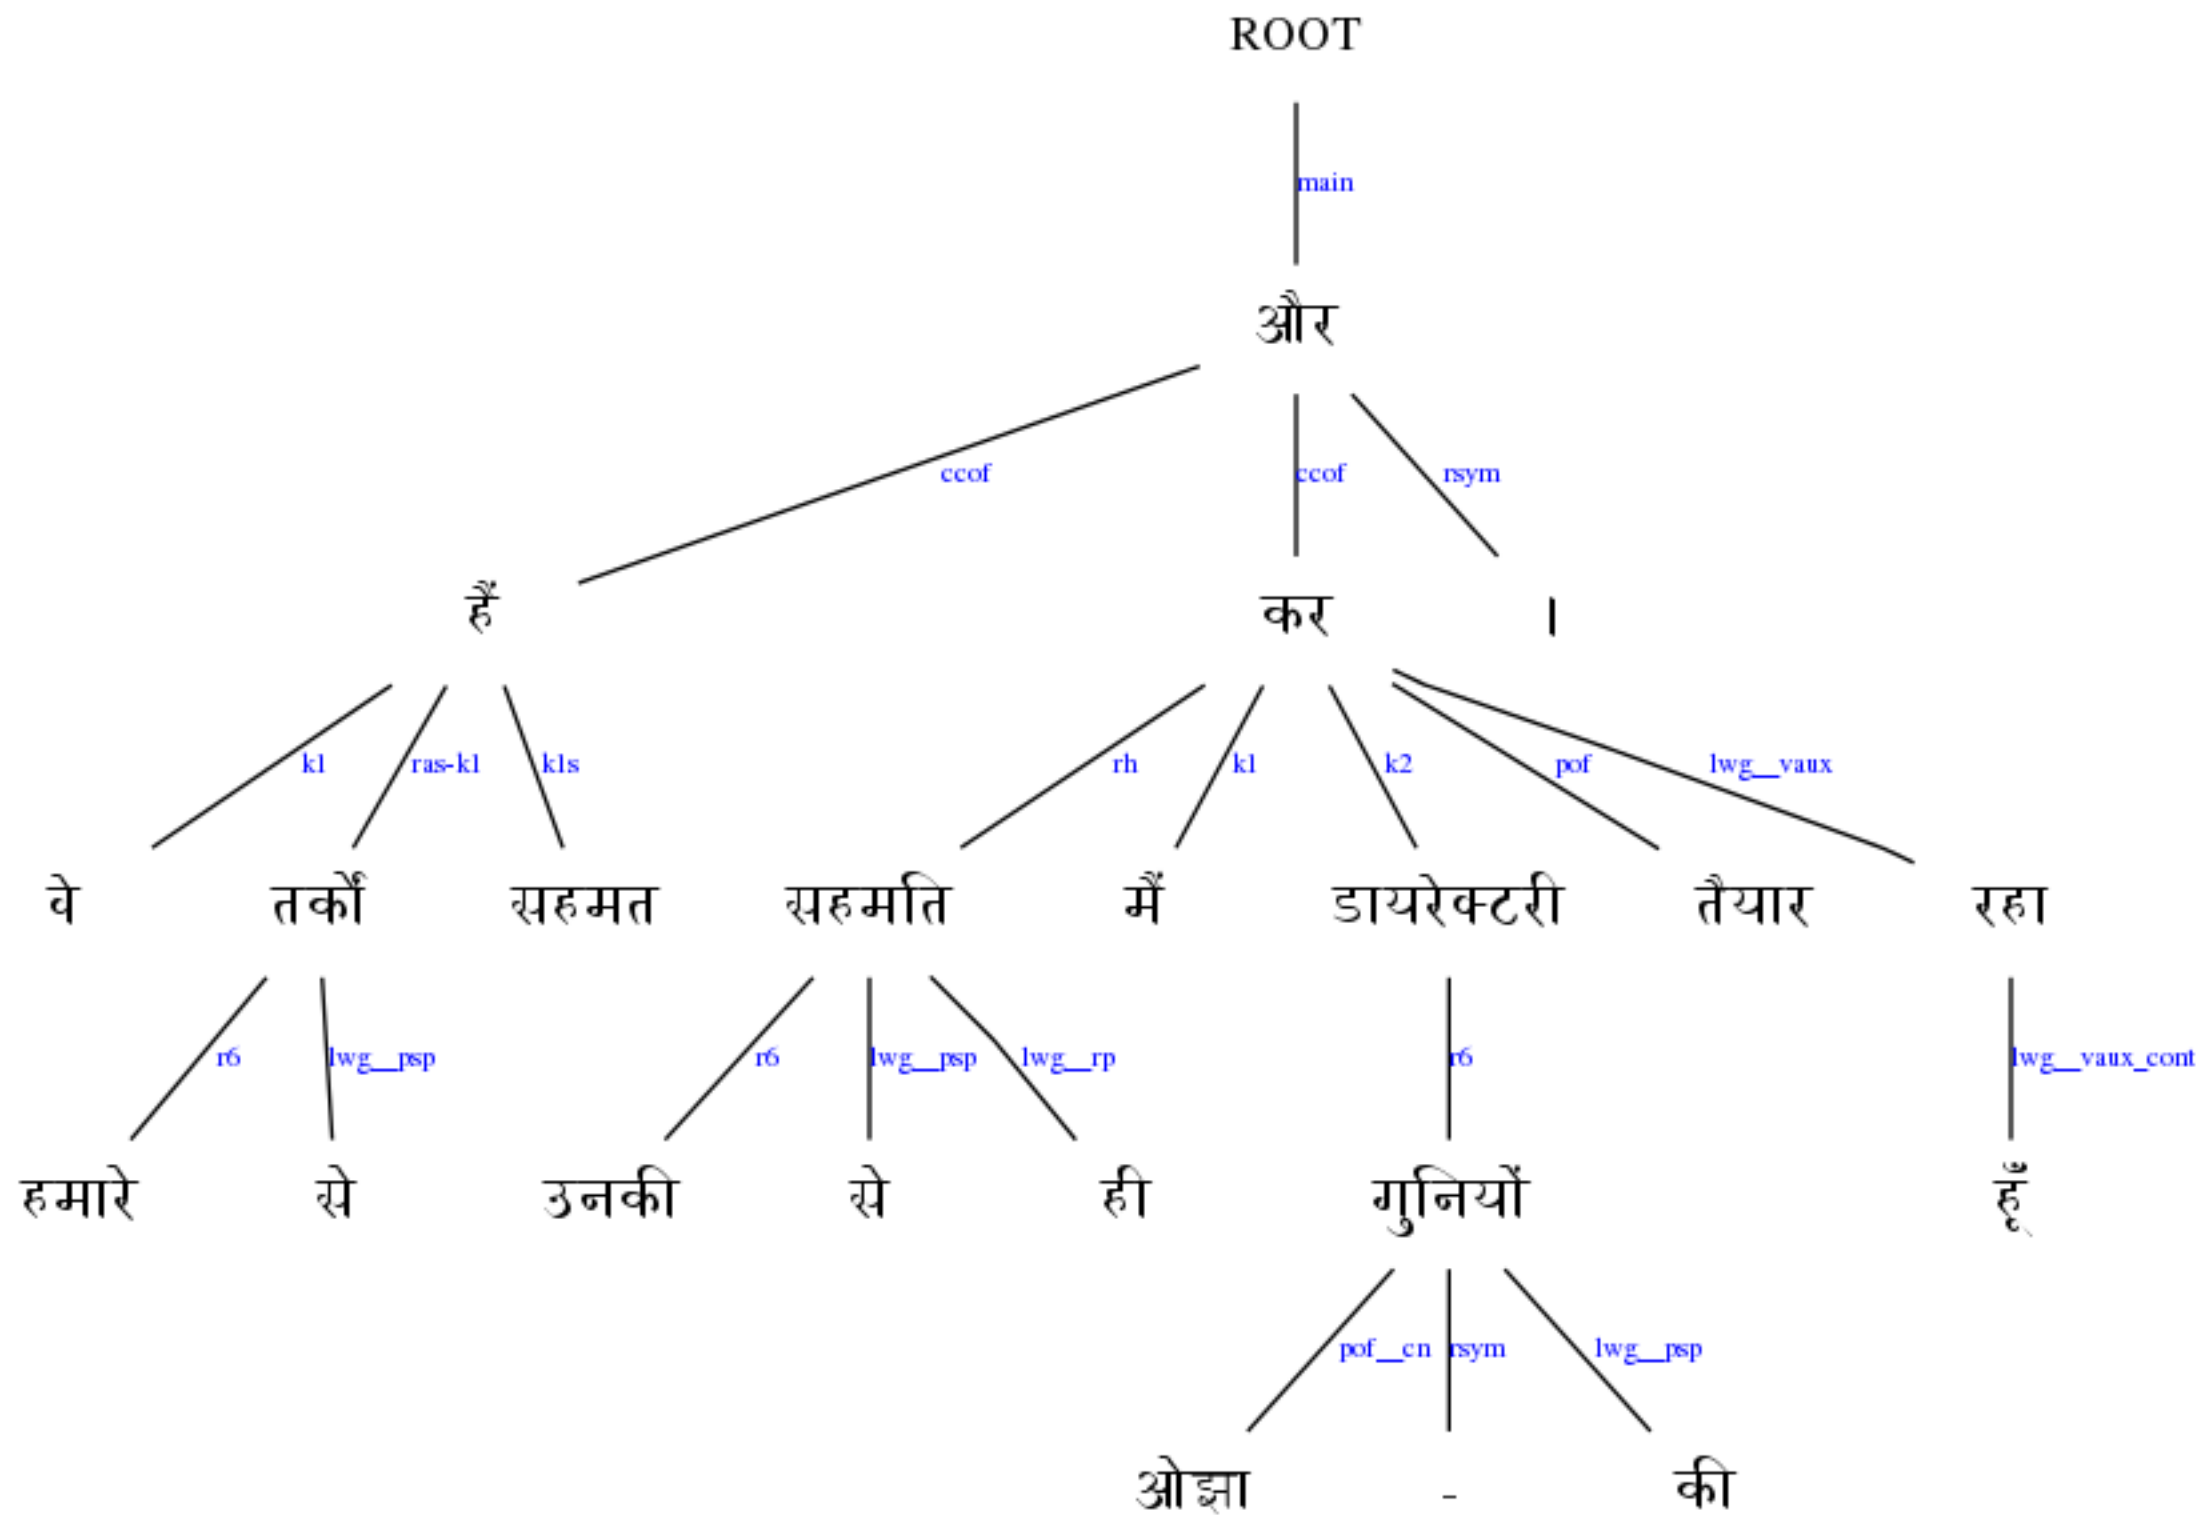 ROOT
main
और
ccof ccof rsym
हैं कर ।
k1 ras-k1 k1s rh k1 k2 pof lwg__vaux
वे तर्कों सहमत सहमति मैं डायरेक्टरी तैयार रहा
r6 lwg__psp r6 lwg__psp lwg__rp r6 lwg__vaux_cont
हमारे से उनकी से ही गुनियों हूँ
pof__cn rsym lwg__psp
ओझा - की